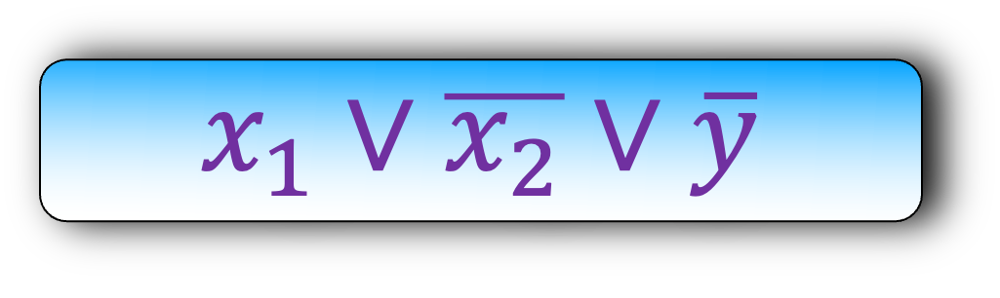 x₁ ∨ x̅₂̅ ∨ y̅